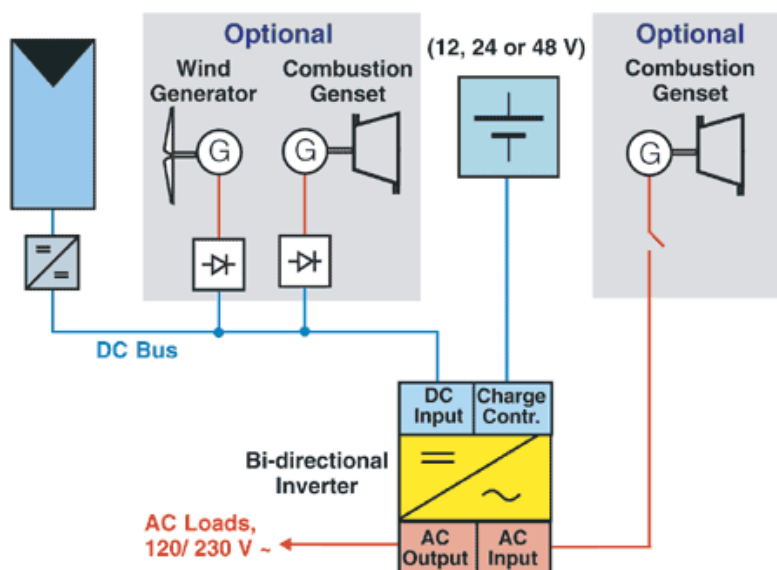 Optional
Wind
Generator
G
Combustion
Genset
G
(12, 24 or 48 V)
Optional
Combustion
Genset
G
DC Bus
DC
Input
Charge
Contr.
Bi-directional
Inverter
AC Loads,
120/ 230 V ~
AC
Output
AC
Input